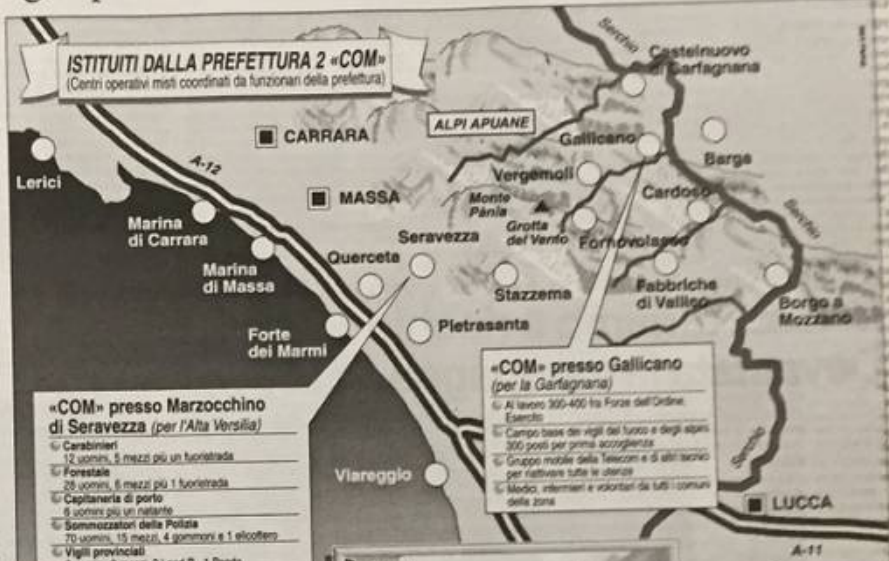 ISTITUITI DALLA PREFETTURA 2 «COM»
(Centri operativi misti coordinati da funzionari della prefettura)
Serchio
Castelnuovo
di Garfagnana
ALPI APUANE
CARRARA
Gallicano
Barga
Lerici
A-12
Vergemoli
MASSA
Monte
Pània
Cardoso
Serchio
Marina
di Carrara
Grotta
del Vento
Fornovolasco
Seravezza
Querceta
Marina
di Massa
Stazzema
Fabbriche
di Vallico
Borgo a
Mozzano
Forte
dei Marmi
Pietrasanta
«COM» presso Gallicano
(per la Garfagnana)
Al lavoro 300-400 fra Forze dell'Ordine,
Esercito
Campo base dei vigili del fuoco e degli alpini
300 posti per prima accoglienza
Gruppo mobile della Telecom e di altri tecnici
per riattivare tutte le utenze
Medici, infermieri e volontari da tutti i comuni
della zona
«COM» presso Marzocchino
di Seravezza (per l'Alta Versilia)
Carabinieri
12 uomini, 5 mezzi più un fuoristrada
Forestale
28 uomini, 6 mezzi più 1 fuoristrada
Capitaneria di porto
6 uomini più un natante
Sommozzatori della Polizia
70 uomini, 15 mezzi, 4 gommoni e 1 elicottero
Vigili provinciali
Viareggio
Serchio
LUCCA
A-11